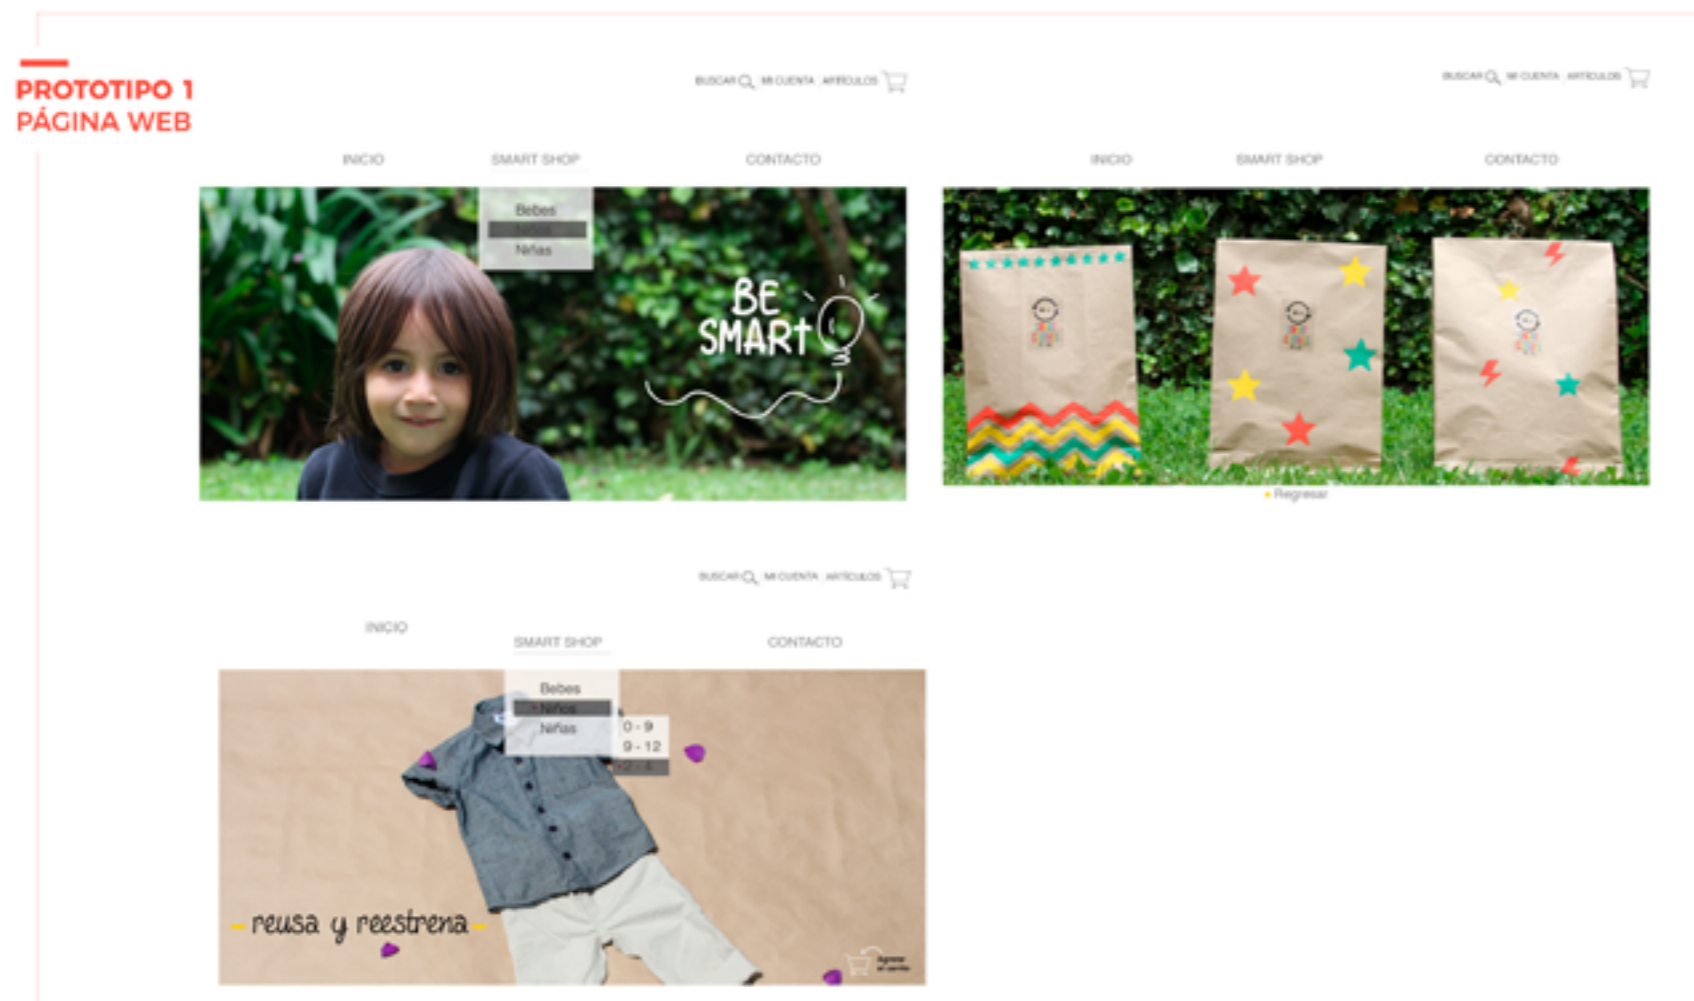 PROTOTIPO 1
PÁGINA WEB
BUSCAR MI CUENTA ARTÍCULOS
INICIO SMART SHOP CONTACTO
Bebes
Niños
Niñas
BE
SMART
BUSCAR MI CUENTA ARTÍCULOS
INICIO SMART SHOP CONTACTO
Regresar
BUSCAR MI CUENTA ARTÍCULOS
INICIO
SMART SHOP CONTACTO
Bebes
Niños
Niñas
0 - 9
9 - 12
reusa y reestrena